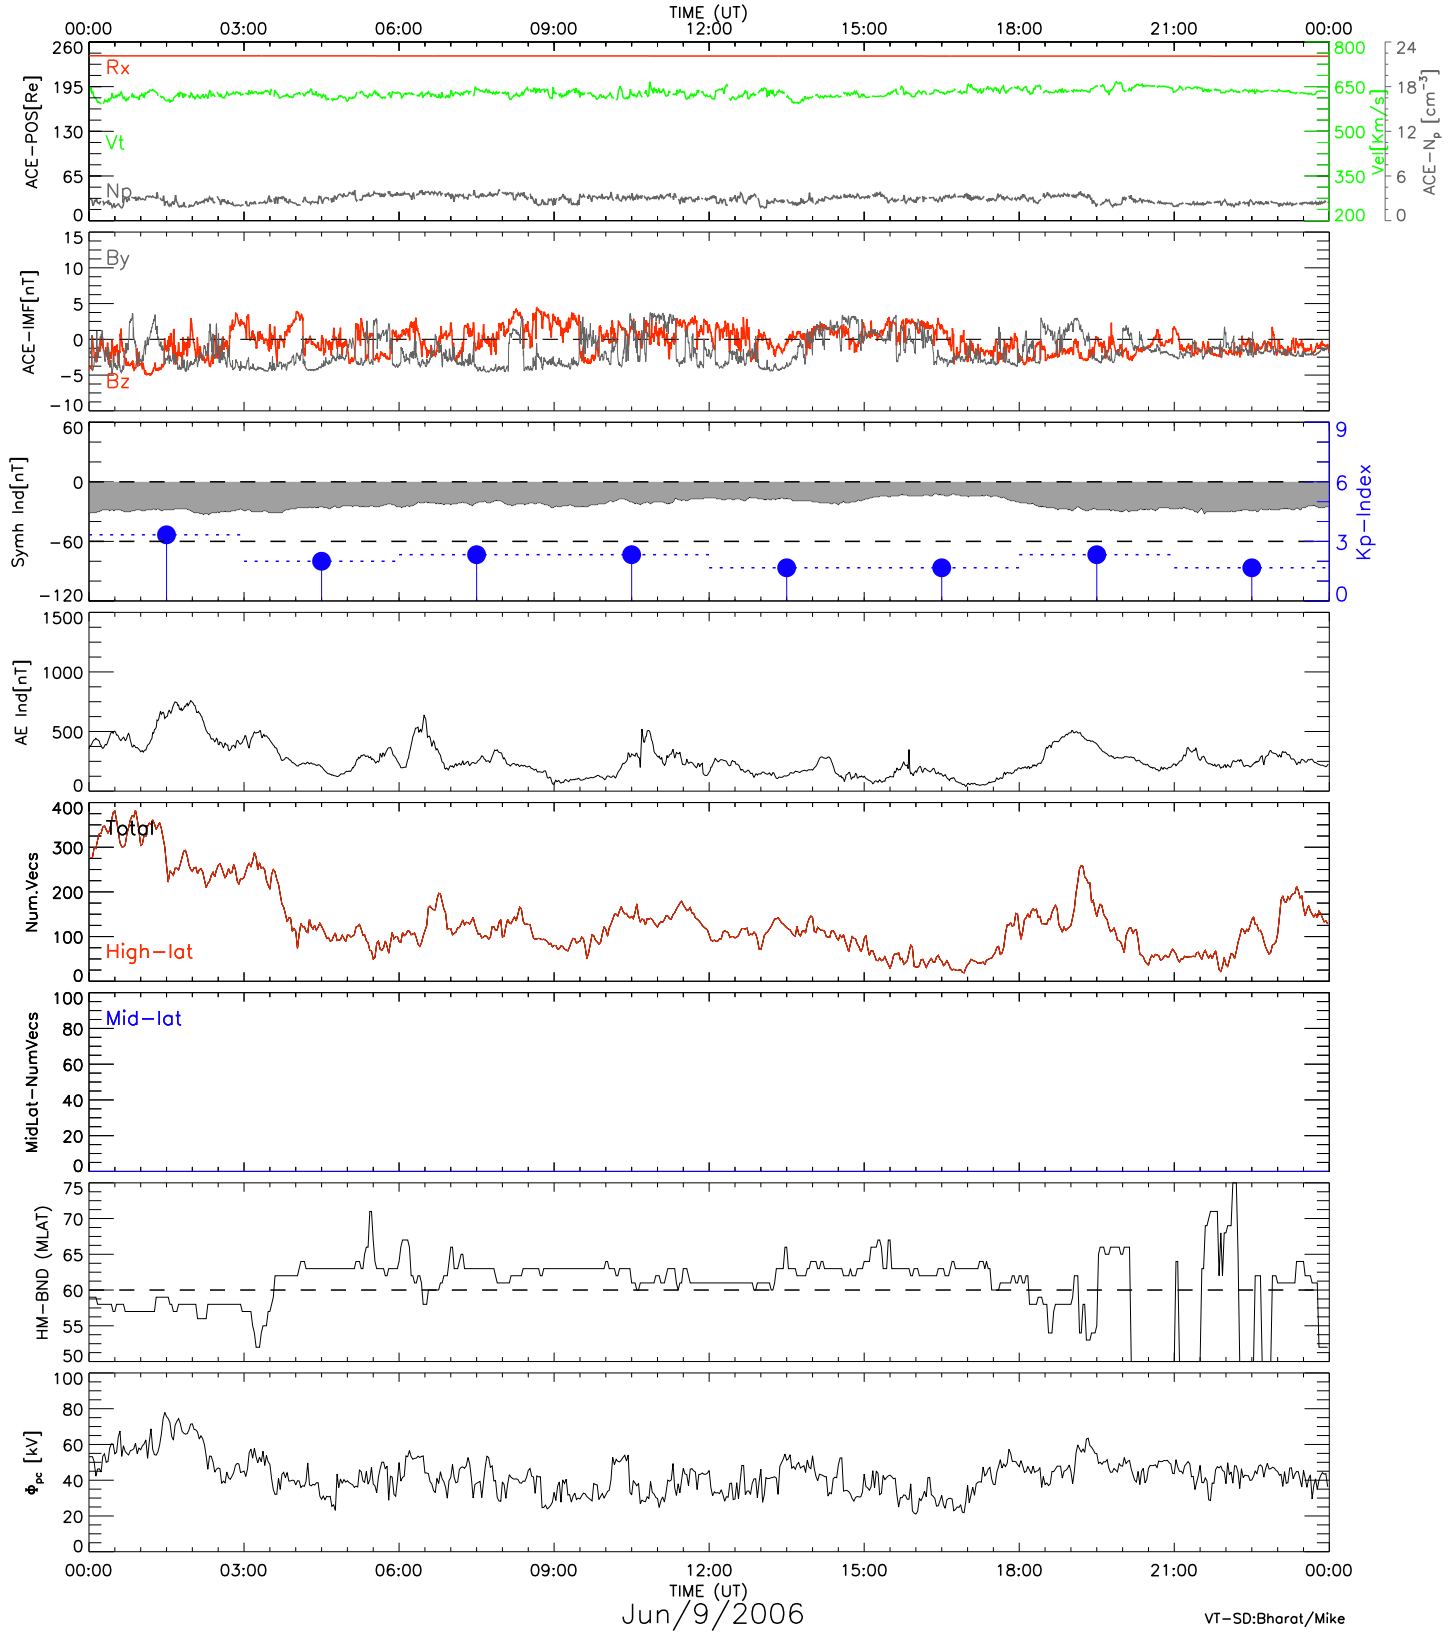 TIME (UT)
00:00 03:00 06:00 09:00 12:00 15:00 18:00 21:00 00:00
ACE-POS[Re]
260
195
130
65
0
Rx
Vt
Np
800
650
500
350
200
Vel[Km/s]
24
18
12
6
0
ACE-Np [cm⁻³]
ACE-IMF[nT]
15
10
5
0
-5
-10
By
Bz
Symh Ind[nT]
60
0
-60
-120
9
6
3
0
Kp-Index
AE Ind[nT]
1500
1000
500
0
Num.Vecs
400
300
200
100
0
Total
High-lat
MidLat-NumVecs
100
80
60
40
20
0
Mid-lat
HM-BND (MLAT)
75
70
65
60
55
50
Φpc [kV]
100
80
60
40
20
0
00:00 03:00 06:00 09:00 12:00 15:00 18:00 21:00 00:00
TIME (UT)
Jun/9/2006
VT-SD:Bharat/Mike